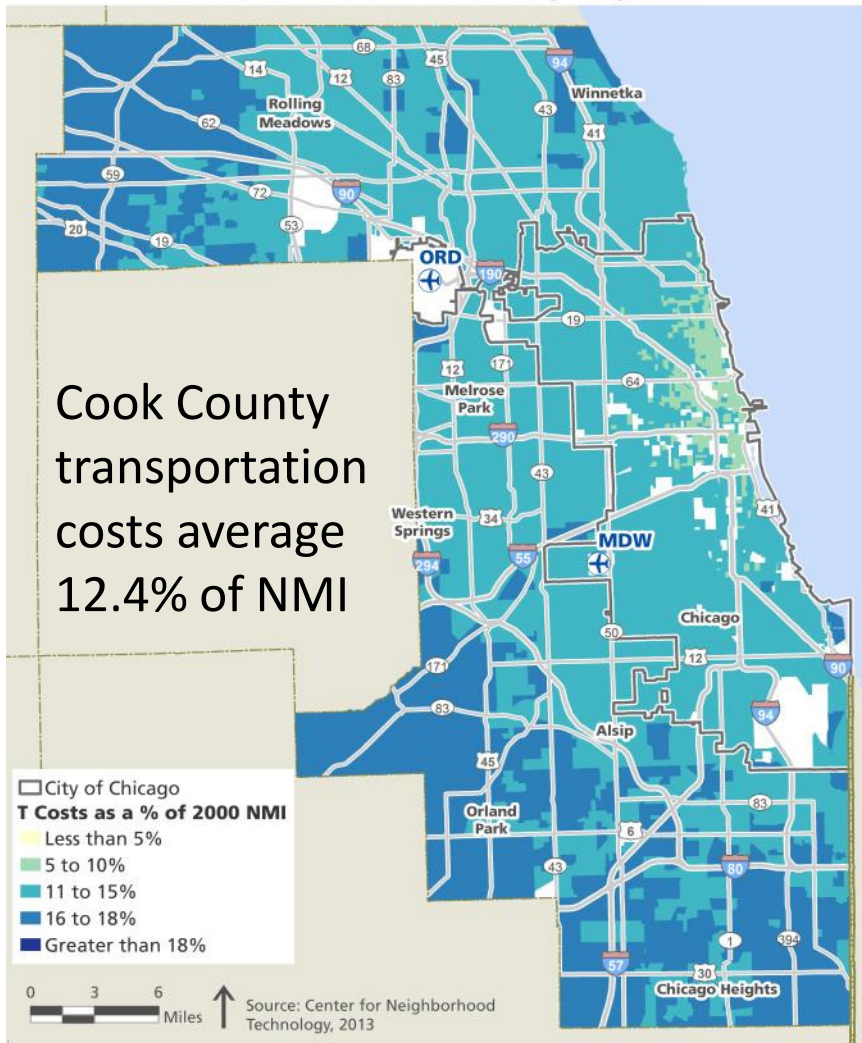 68
14
12
83
45
94
43
Winnetka
41
Rolling
Meadows
62
59
72
90
53
20
19
ORD
190
19
12
171
64
Melrose
Park
290
43
Cook County
transportation
costs average
12.4% of NMI
Western
Springs
34
41
294
55
MDW
Chicago
50
12
90
171
83
94
Alsip
45
Orland
Park
83
6
43
80
1
394
57
30
Chicago Heights
City of Chicago
T Costs as a % of 2000 NMI
Less than 5%
5 to 10%
11 to 15%
16 to 18%
Greater than 18%
0 3 6
Miles
Source: Center for Neighborhood
Technology, 2013